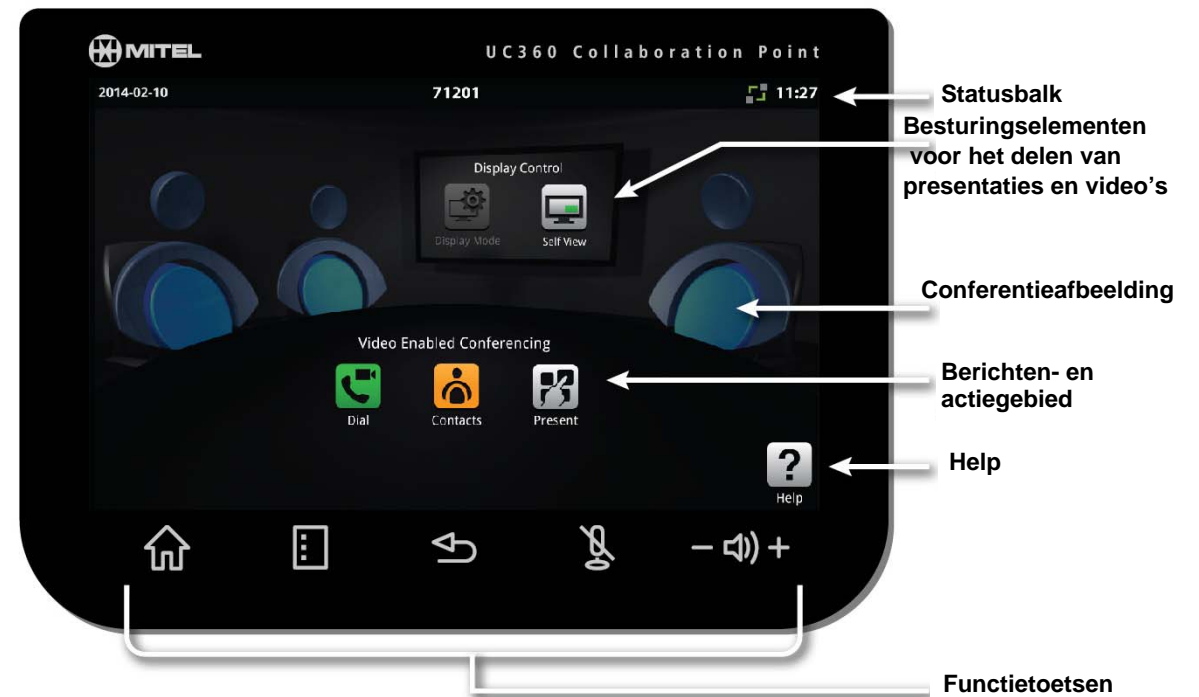 MITEL
UC360 Collaboration Point
2014-02-10 71201 11:27
Statusbalk
Besturingselementen
voor het delen van
presentaties en video's
Display Control
Display Mode Self View
Conferentieafbeelding
Video Enabled Conferencing
Dial Contacts Present
Berichten- en
actiegebied
?
Help
Help
Functietoetsen